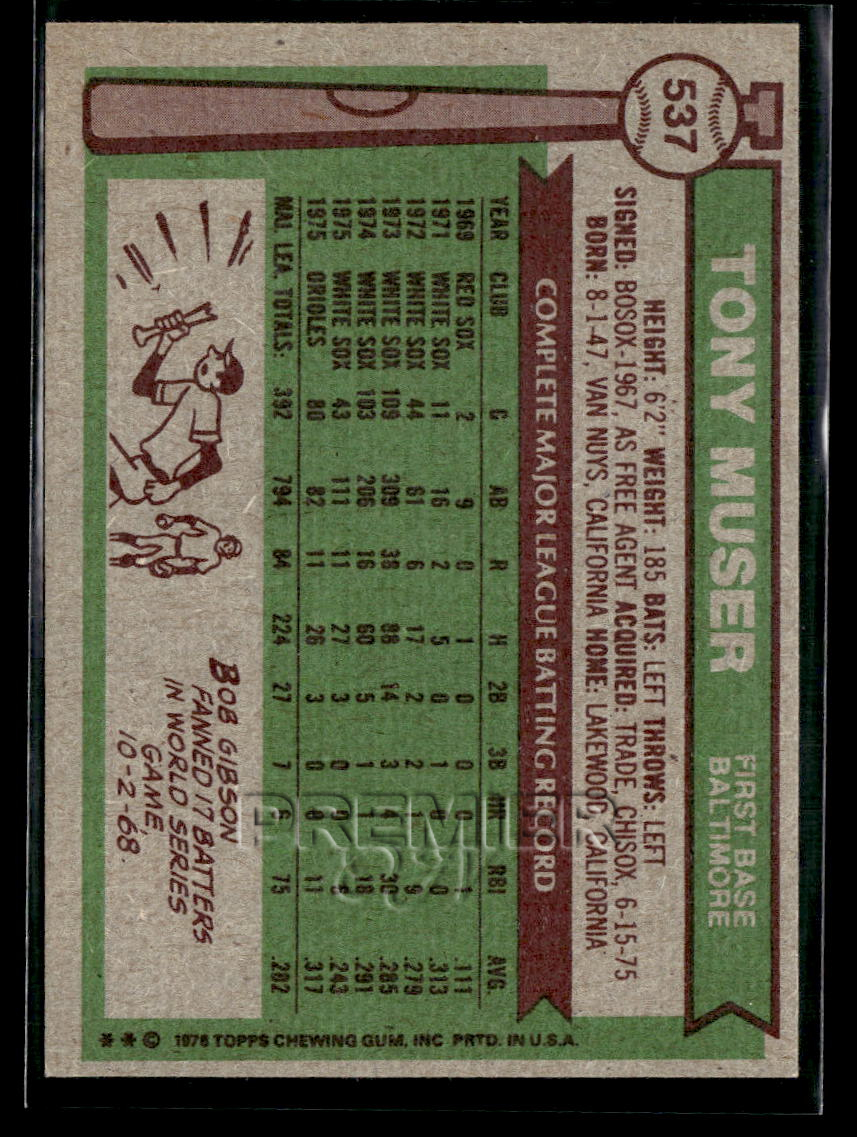 537
TONY MUSER
FIRST BASE
BALTIMORE
HEIGHT: 6'2" WEIGHT: 185 BATS: LEFT THROWS: LEFT
SIGNED: BOSOX-1967, AS FREE AGENT ACQUIRED: TRADE, CHISOX, 6-15-75
BORN: 8-1-47, VAN NUYS, CALIFORNIA HOME: LAKEWOOD, CALIFORNIA
COMPLETE MAJOR LEAGUE BATTING RECORD
YEAR CLUB G AB R H 2B 3B HR RBI AVG.
1969 RED SOX 2 9 0 1 0 0 0 1 .111
1971 WHITE SOX 11 16 2 5 0 1 0 0 .313
1972 WHITE SOX 44 61 6 17 2 2 1 9 .279
1973 WHITE SOX 109 309 38 88 14 3 4 30 .285
1974 WHITE SOX 103 206 16 60 5 1 1 18 .291
1975 WHITE SOX 43 111 11 27 3 0 0 .243
1975 ORIOLES 80 82 11 26 3 0 0 11 .317
MAJ. LEA. TOTALS: 392 794 84 224 27 7 6 75 .282
BOB GIBSON
FANNED 17 BATTERS
IN WORLD SERIES
GAME,
10-2-68.
* * © 1976 TOPPS CHEWING GUM, INC PRTD. IN U.S.A.
PREMIER